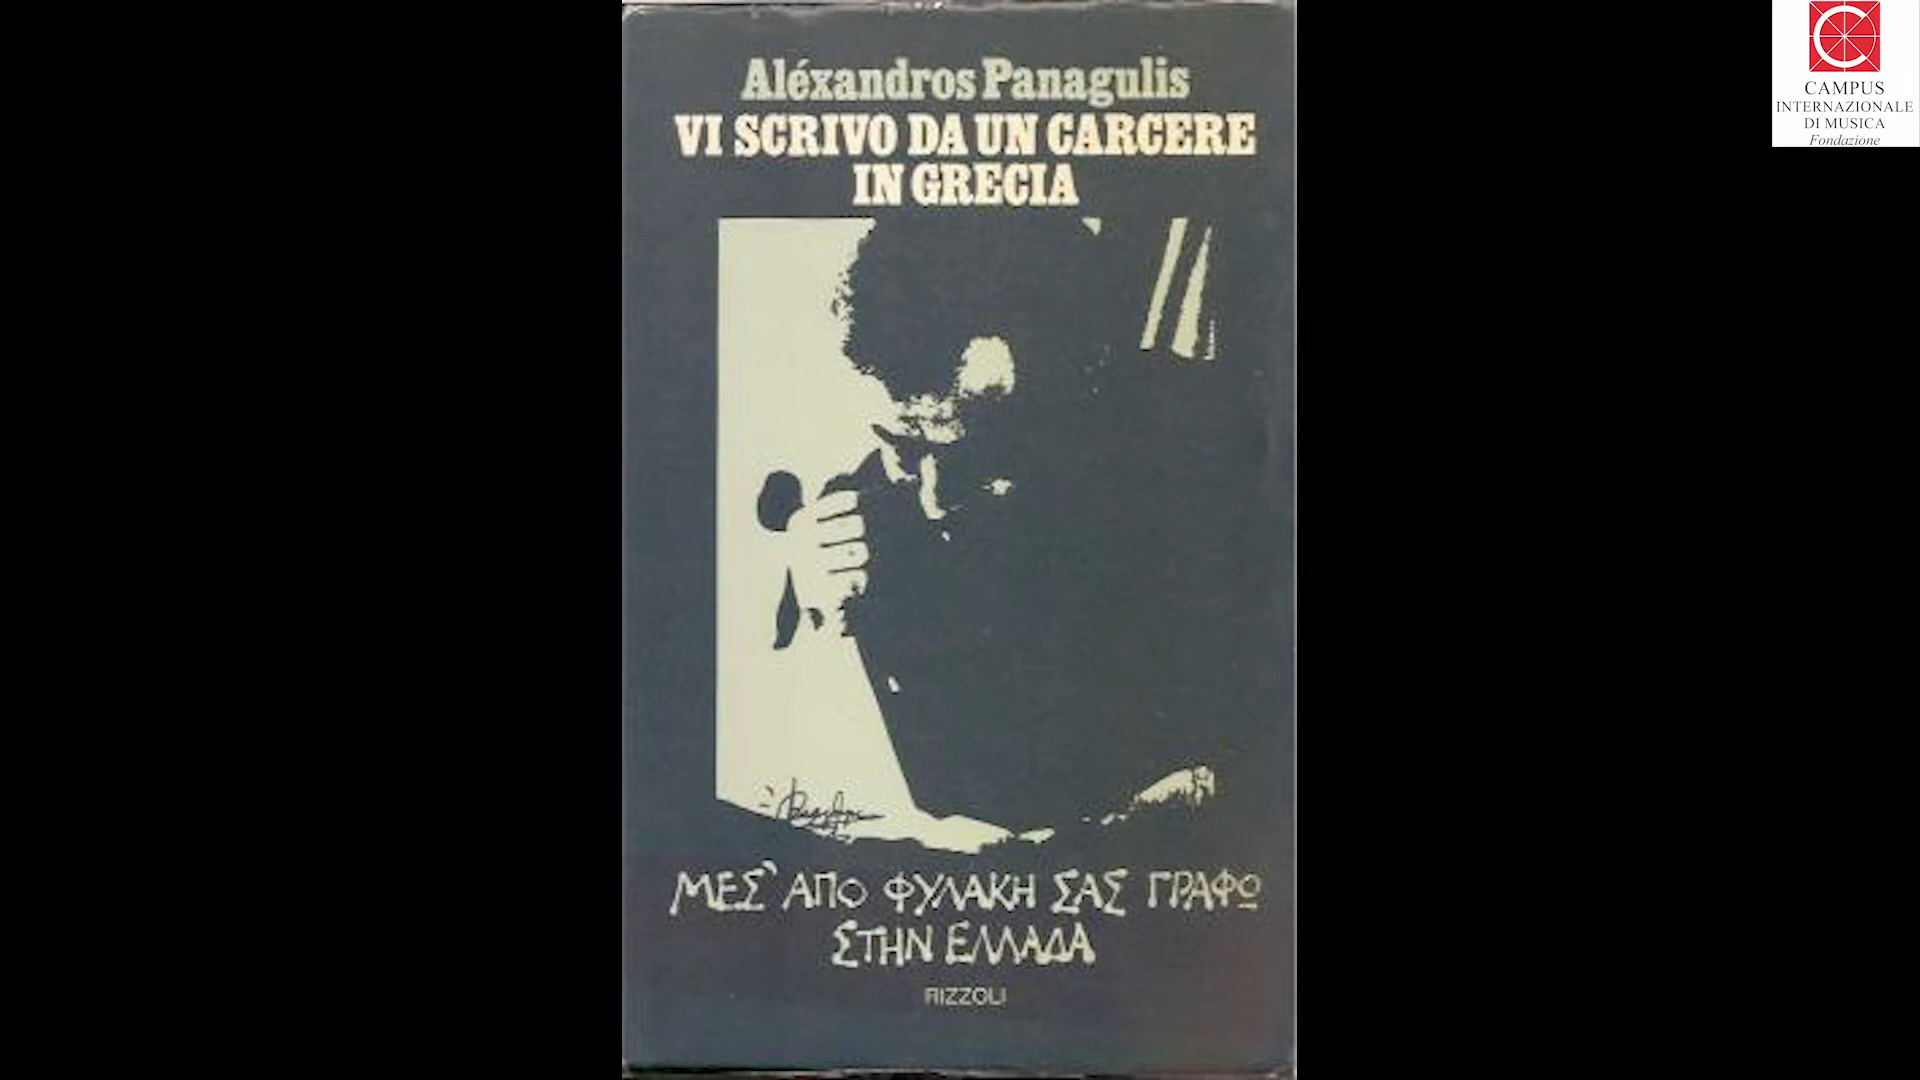 Aléxandros Panagulis
VI SCRIVO DA UN CARCERE
IN GRECIA
ΜΕΣ' ΑΠΟ ΦΥΛΑΚΗ ΣΑΣ ΓΡΑΦΩ
ΣΤΗΝ ΕΛΛΑΔΑ
RIZZOLI
CAMPUS
INTERNAZIONALE
DI MUSICA
Fondazione